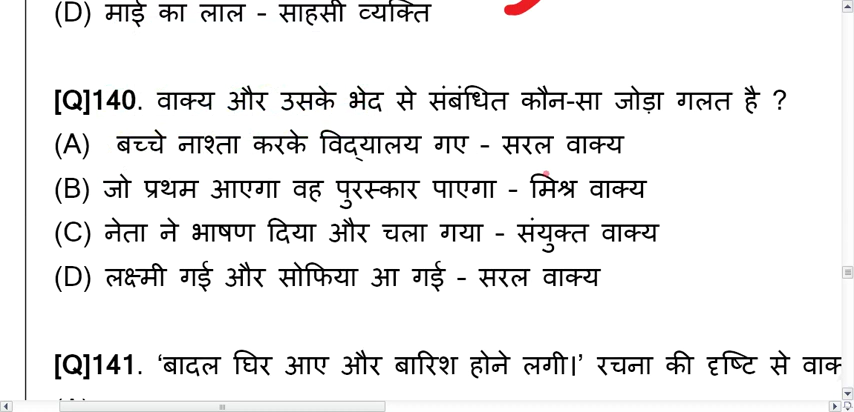 (D) माई का लाल - साहसी व्यक्ति
[Q]140. वाक्य और उसके भेद से संबंधित कौन-सा जोड़ा गलत है ?
(A) बच्चे नाश्ता करके विद्यालय गए - सरल वाक्य
(B) जो प्रथम आएगा वह पुरस्कार पाएगा - मिश्र वाक्य
(C) नेता ने भाषण दिया और चला गया - संयुक्त वाक्य
(D) लक्ष्मी गई और सोफिया आ गई - सरल वाक्य
[Q]141. ‘बादल घिर आए और बारिश होने लगी।’ रचना की दृष्टि से